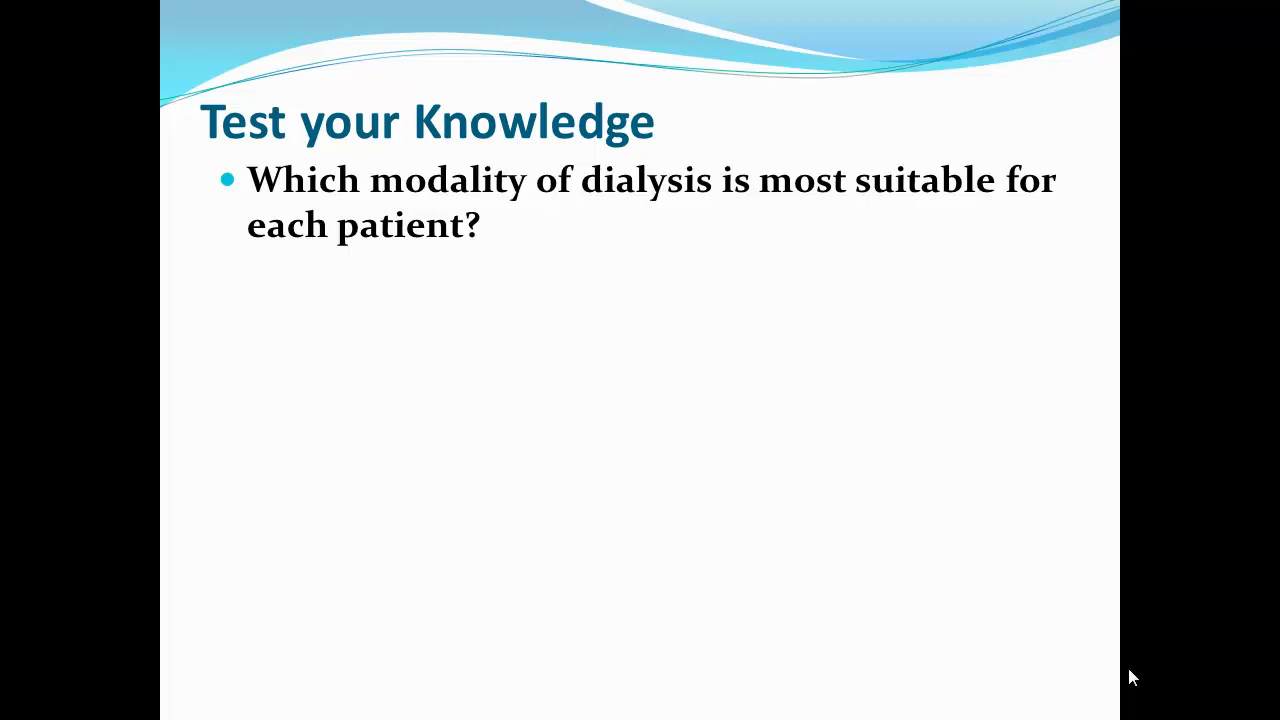 Test your Knowledge
Which modality of dialysis is most suitable for
each patient?